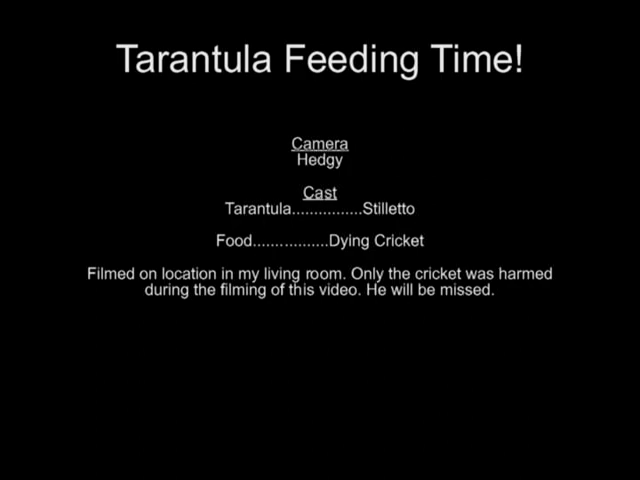 Tarantula Feeding Time!
Camera
Hedgy
Cast
Tarantula................Stilletto
Food.................Dying Cricket
Filmed on location in my living room. Only the cricket was harmed
during the filming of this video. He will be missed.